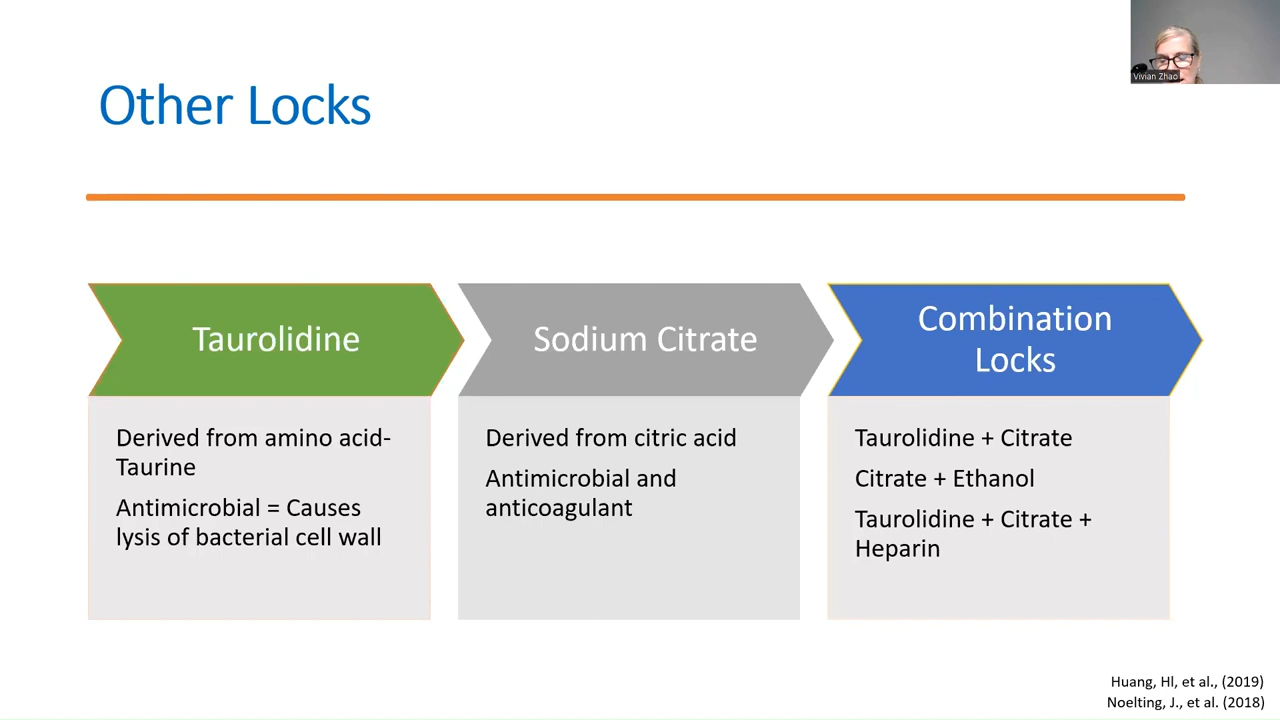 Vivian Zhao
Other Locks
Taurolidine
Derived from amino acid-
Taurine
Antimicrobial = Causes
lysis of bacterial cell wall
Sodium Citrate
Derived from citric acid
Antimicrobial and
anticoagulant
Combination
Locks
Taurolidine + Citrate
Citrate + Ethanol
Taurolidine + Citrate +
Heparin
Huang, Hl, et al., (2019)
Noelting, J., et al. (2018)